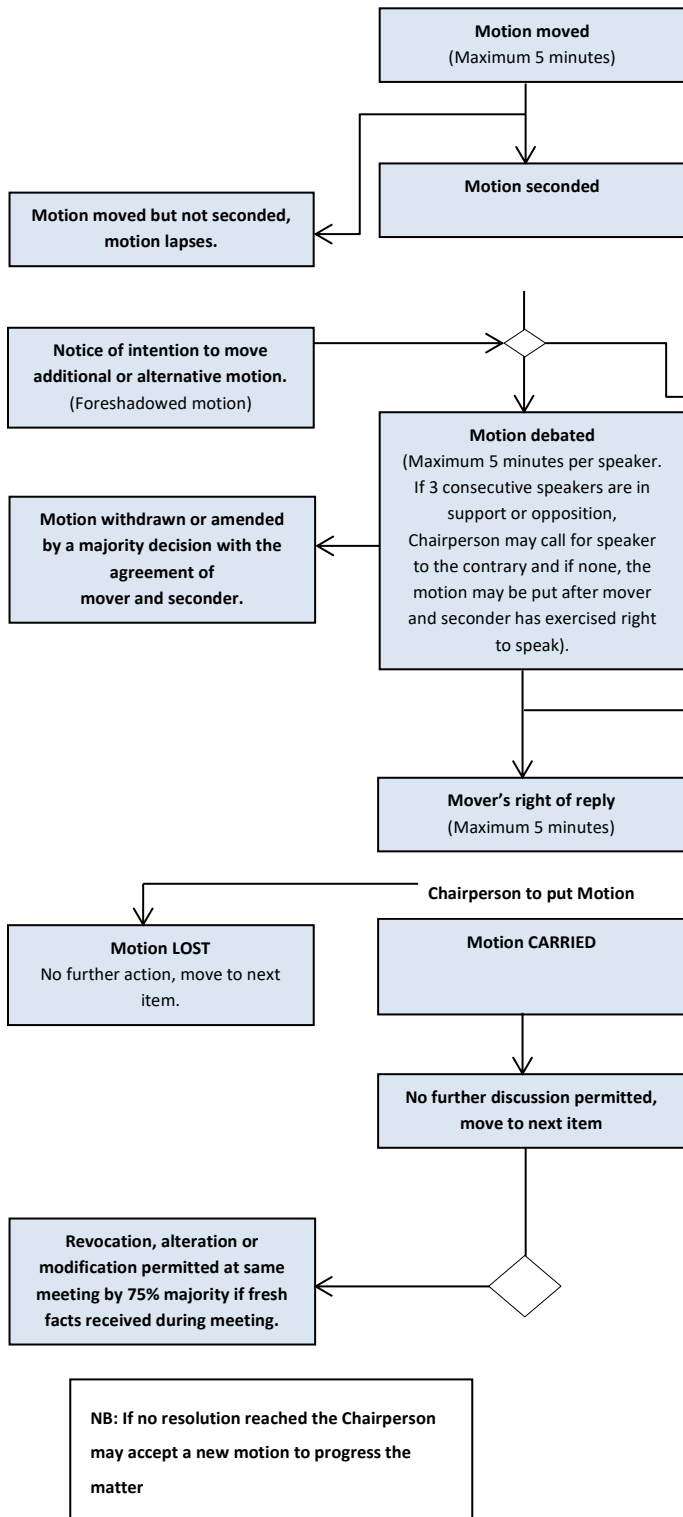 Motion moved
(Maximum 5 minutes)
Motion seconded
Motion moved but not seconded,
motion lapses.
Notice of intention to move
additional or alternative motion.
(Foreshadowed motion)
Motion debated
(Maximum 5 minutes per speaker.
If 3 consecutive speakers are in
support or opposition,
Chairperson may call for speaker
to the contrary and if none, the
motion may be put after mover
and seconder has exercised right
to speak).
Motion withdrawn or amended
by a majority decision with the
agreement of
mover and seconder.
Mover’s right of reply
(Maximum 5 minutes)
Chairperson to put Motion
Motion LOST
No further action, move to next
item.
Motion CARRIED
No further discussion permitted,
move to next item
Revocation, alteration or
modification permitted at same
meeting by 75% majority if fresh
facts received during meeting.
NB: If no resolution reached the Chairperson
may accept a new motion to progress the
matter